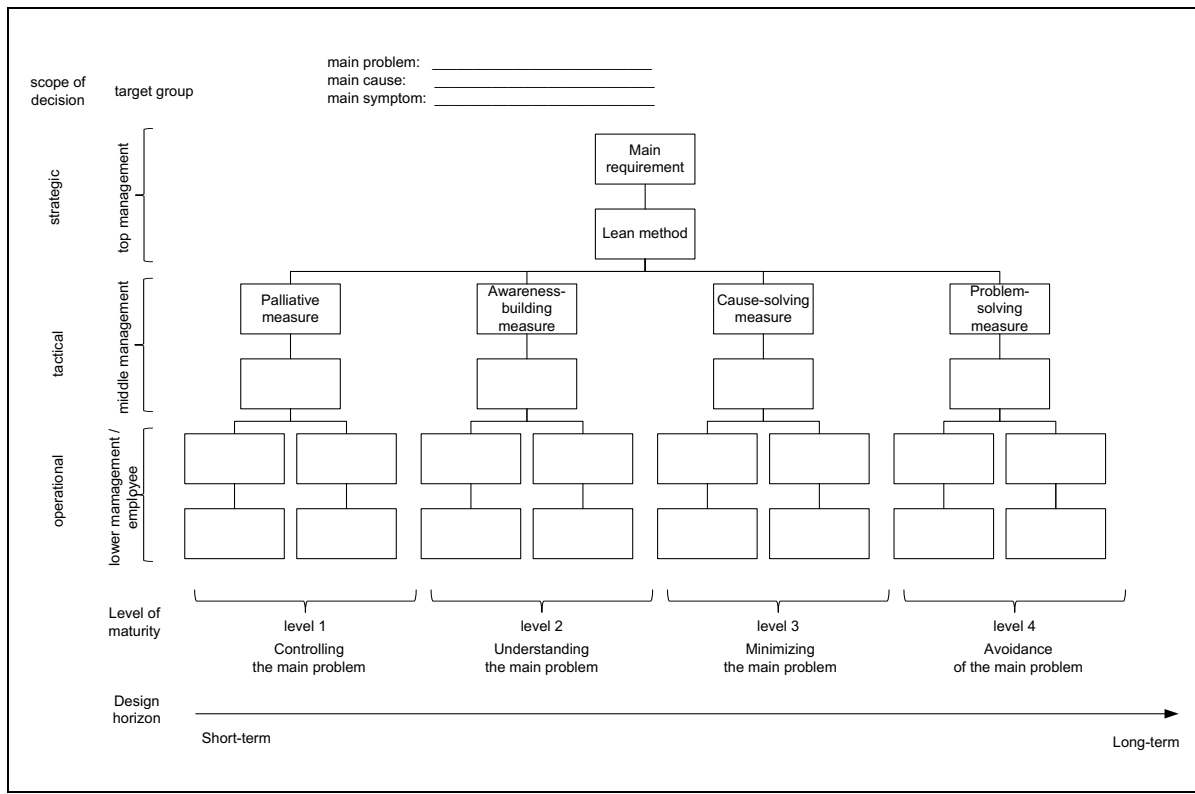 main problem: ____________________________
main cause: ____________________________
main symptom: ____________________________
scope of
decision
target group
strategic
top management
Main
requirement
Lean method
tactical
middle management
Palliative
measure
Awareness-
building
measure
Cause-solving
measure
Problem-
solving
measure
operational
lower mamagement /
employee
Level of
maturity
level 1
Controlling
the main problem
level 2
Understanding
the main problem
level 3
Minimizing
the main problem
level 4
Avoidance
of the main problem
Design
horizon
Short-term
Long-term